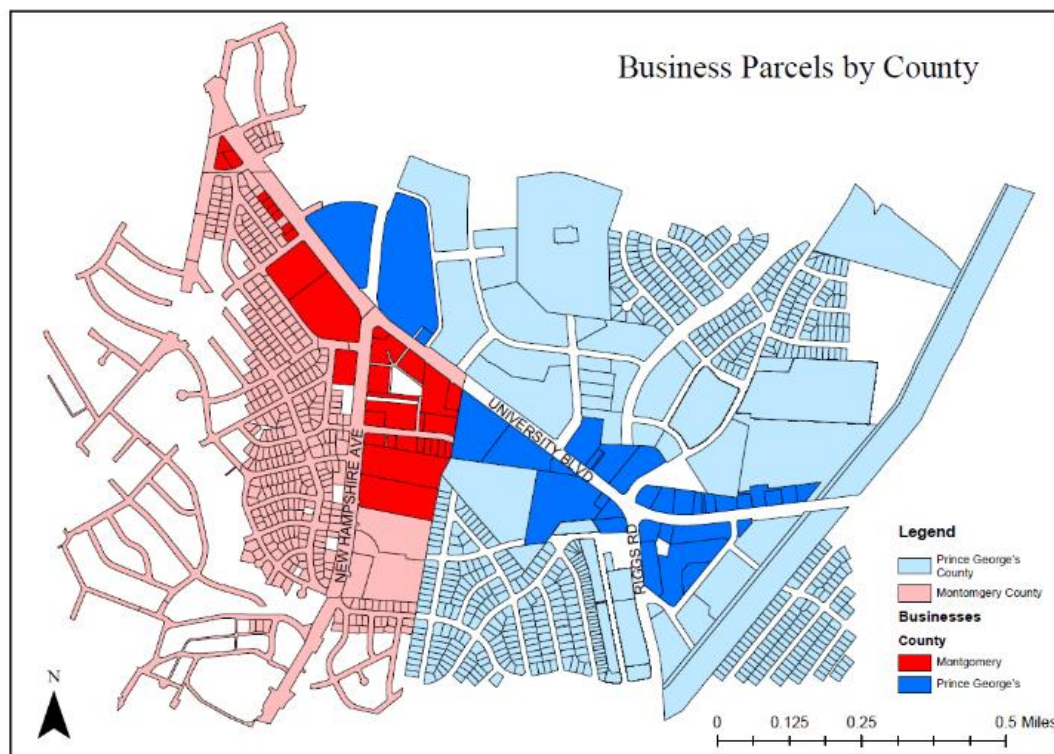 Business Parcels by County
UNIVERSITY BLVD
NEW HAMPSHIRE AVE
RIGGS RD
Legend
Prince George's
County
Montomgery County
Businesses
County
Montgomery
Prince George's
N
0 0.125 0.25 0.5 Miles